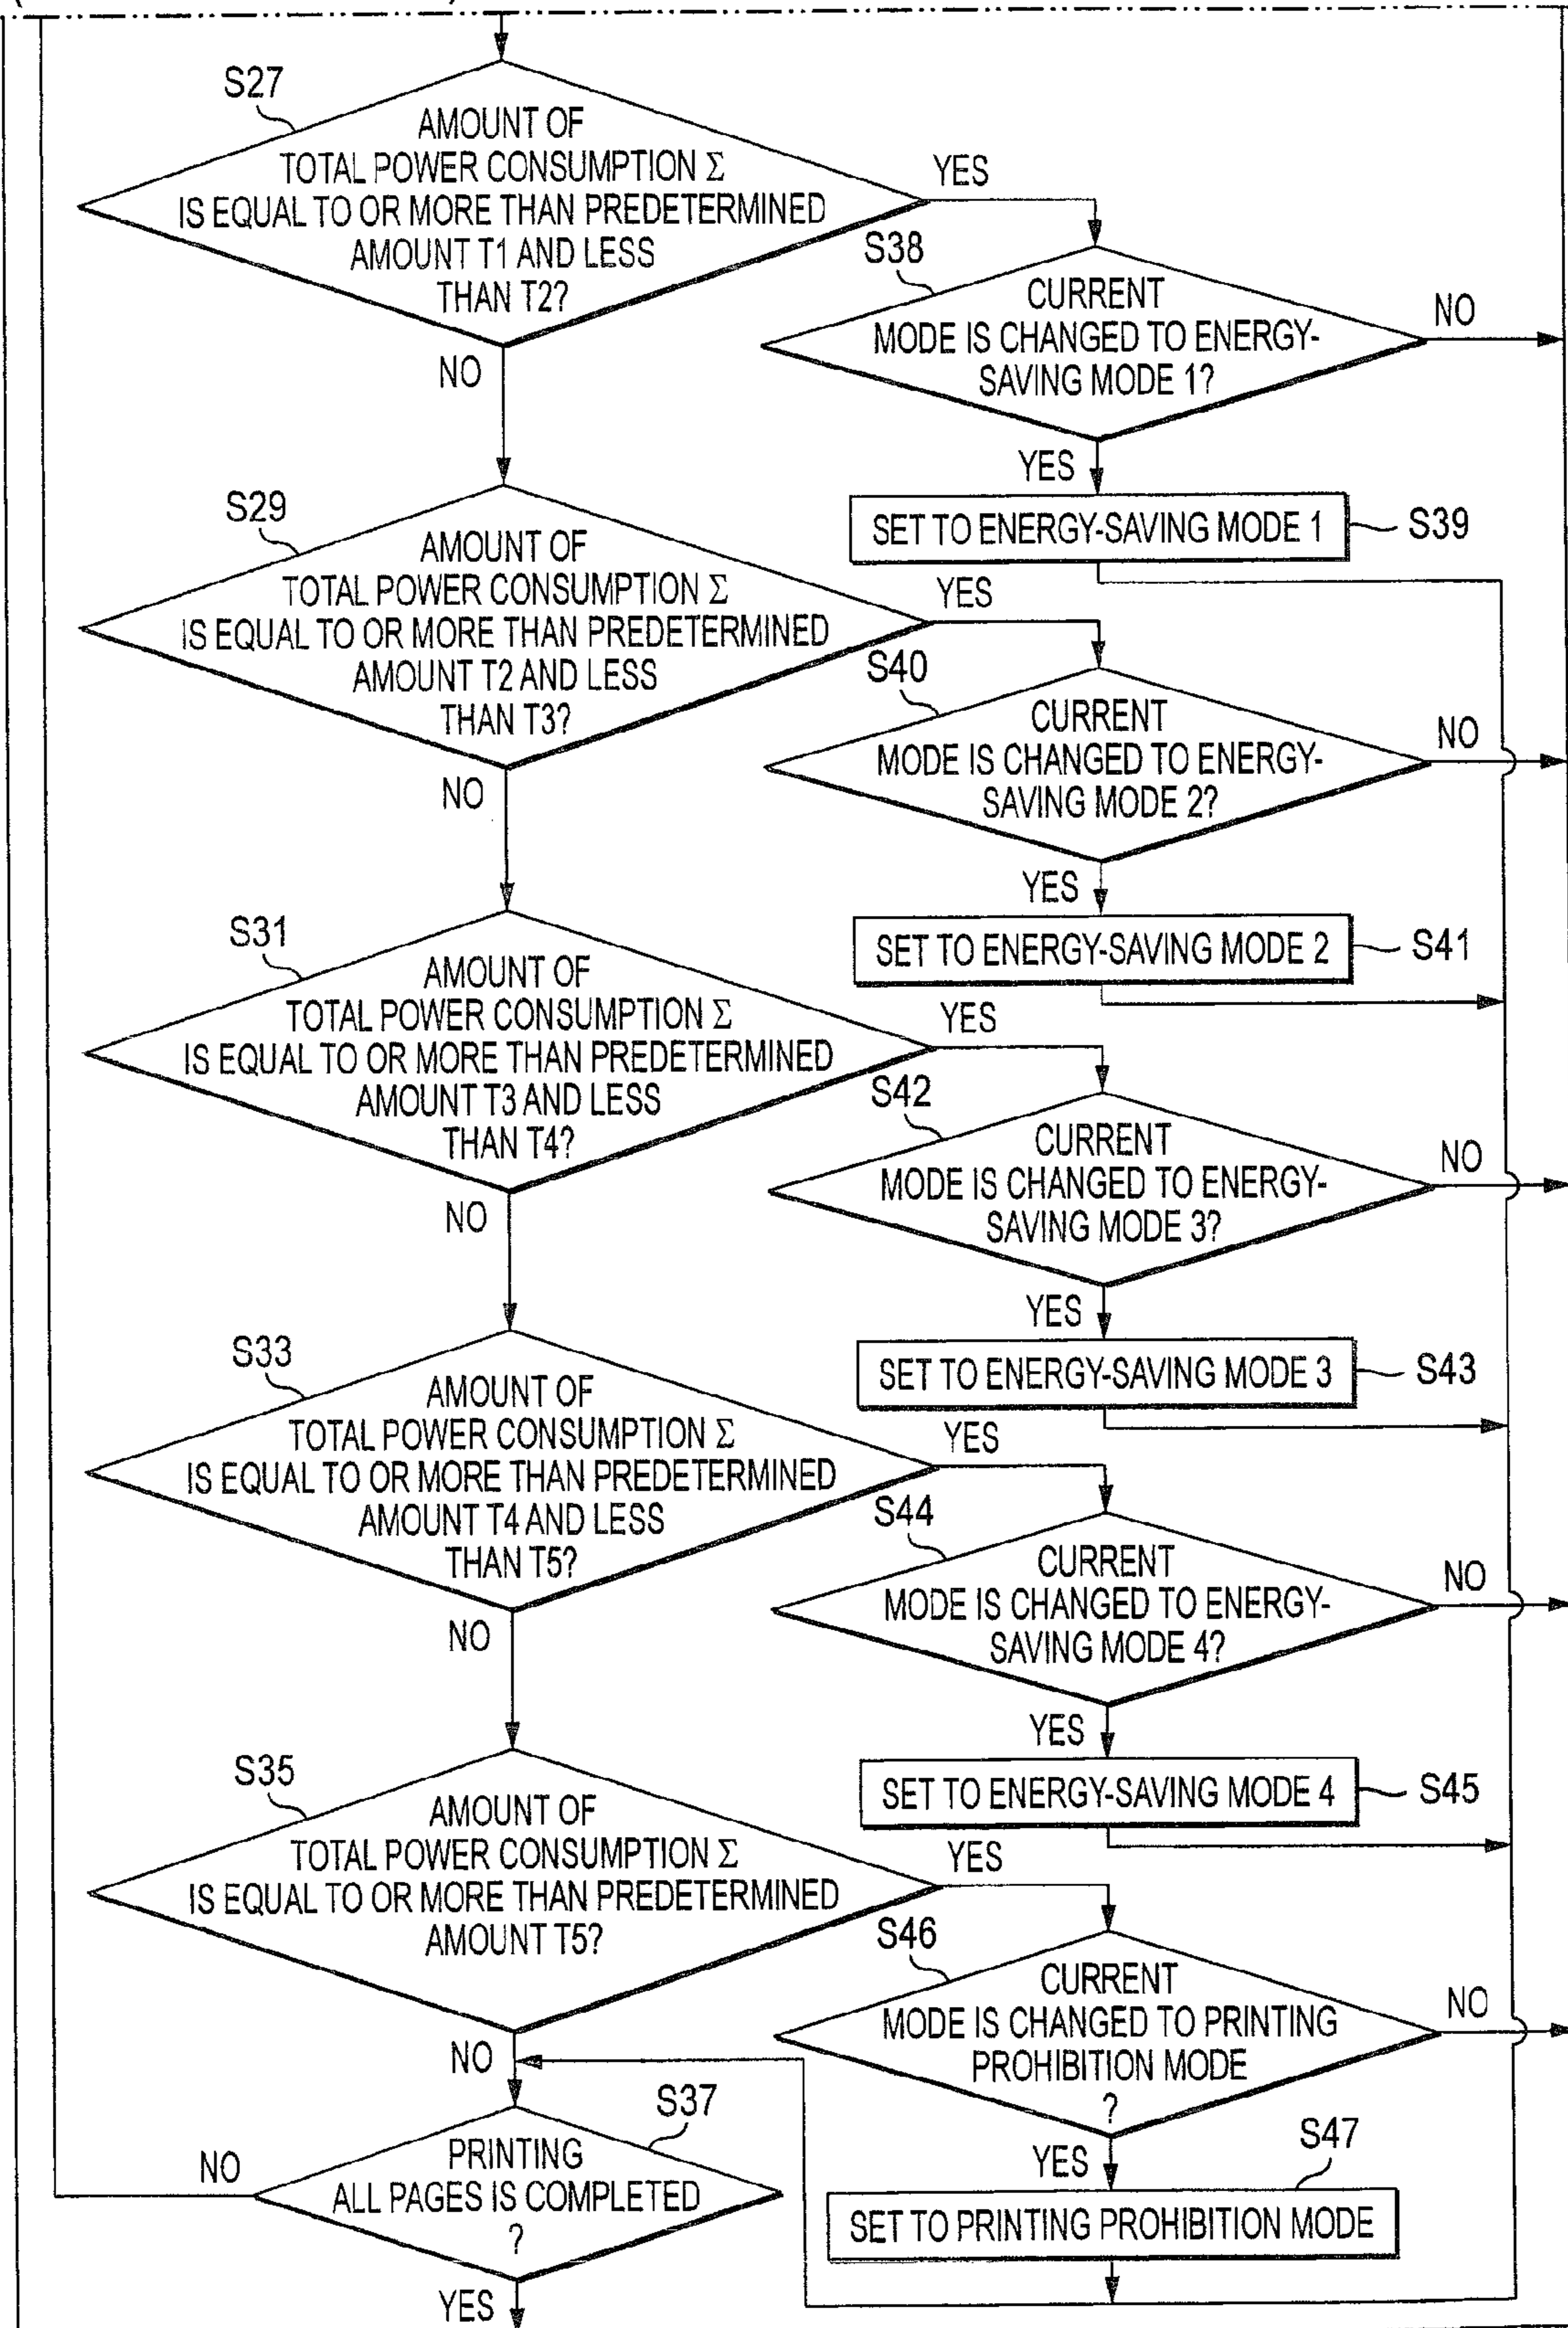 S27
AMOUNT OF
TOTAL POWER CONSUMPTION Σ
IS EQUAL TO OR MORE THAN PREDETERMINED
AMOUNT T1 AND LESS
THAN T2?
YES
NO
S38
CURRENT
MODE IS CHANGED TO ENERGY-
SAVING MODE 1?
NO
YES
SET TO ENERGY-SAVING MODE 1
S39
S29
AMOUNT OF
TOTAL POWER CONSUMPTION Σ
IS EQUAL TO OR MORE THAN PREDETERMINED
AMOUNT T2 AND LESS
THAN T3?
YES
NO
S40
CURRENT
MODE IS CHANGED TO ENERGY-
SAVING MODE 2?
NO
YES
SET TO ENERGY-SAVING MODE 2
S41
S31
AMOUNT OF
TOTAL POWER CONSUMPTION Σ
IS EQUAL TO OR MORE THAN PREDETERMINED
AMOUNT T3 AND LESS
THAN T4?
YES
NO
S42
CURRENT
MODE IS CHANGED TO ENERGY-
SAVING MODE 3?
NO
YES
SET TO ENERGY-SAVING MODE 3
S43
S33
AMOUNT OF
TOTAL POWER CONSUMPTION Σ
IS EQUAL TO OR MORE THAN PREDETERMINED
AMOUNT T4 AND LESS
THAN T5?
YES
NO
S44
CURRENT
MODE IS CHANGED TO ENERGY-
SAVING MODE 4?
NO
YES
SET TO ENERGY-SAVING MODE 4
S45
S35
AMOUNT OF
TOTAL POWER CONSUMPTION Σ
IS EQUAL TO OR MORE THAN PREDETERMINED
AMOUNT T5?
YES
NO
S46
CURRENT
MODE IS CHANGED TO PRINTING
PROHIBITION MODE
?
NO
YES
S47
SET TO PRINTING PROHIBITION MODE
S37
PRINTING
ALL PAGES IS COMPLETED
?
NO
YES